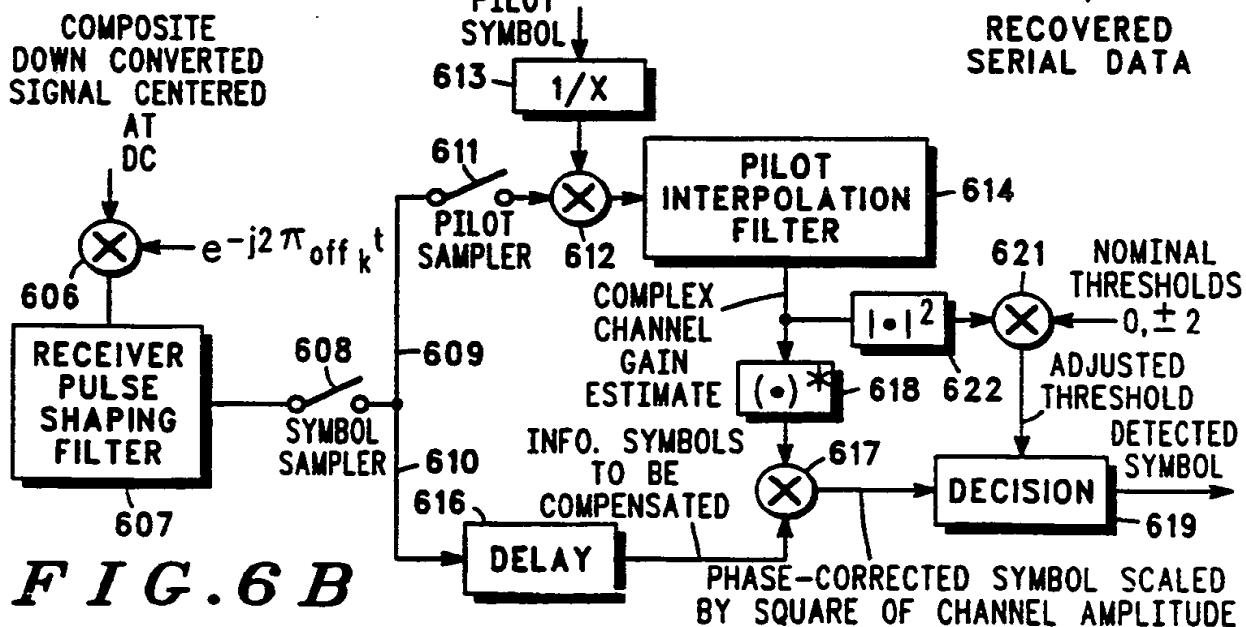 COMPOSITE
DOWN CONVERTED
SIGNAL CENTERED
AT
DC
PILOT
SYMBOL
613
1/X
RECOVERED
SERIAL DATA
611
PILOT
SAMPLER
612
PILOT
INTERPOLATION
FILTER
614
606
e^-j2π off_k t
621
NOMINAL
THRESHOLDS
0, ± 2
COMPLEX
CHANNEL
GAIN
ESTIMATE
|•|²
622
(•)*
618
ADJUSTED
THRESHOLD
RECEIVER
PULSE
SHAPING
FILTER
607
608
SYMBOL
SAMPLER
609
610
616
DELAY
INFO. SYMBOLS
TO BE
COMPENSATED
617
DECISION
619
DETECTED
SYMBOL
PHASE-CORRECTED SYMBOL SCALED
BY SQUARE OF CHANNEL AMPLITUDE
FIG.6B